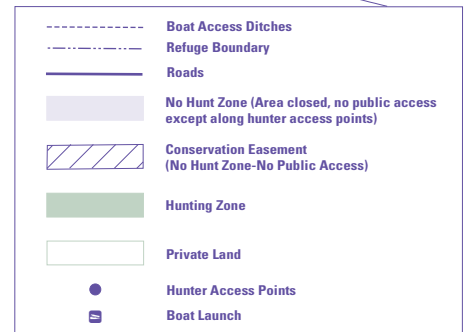 Boat Access Ditches
Refuge Boundary
Roads
No Hunt Zone (Area closed, no public access
except along hunter access points)
Conservation Easement
(No Hunt Zone-No Public Access)
Hunting Zone
Private Land
Hunter Access Points
Boat Launch